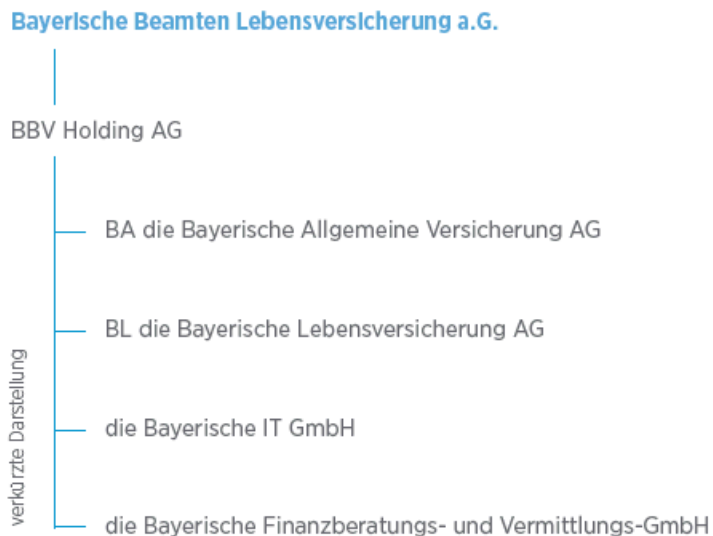 Bayerische Beamten Lebensversicherung a.G.
BBV Holding AG
BA die Bayerische Allgemeine Versicherung AG
BL die Bayerische Lebensversicherung AG
die Bayerische IT GmbH
die Bayerische Finanzberatungs- und Vermittlungs-GmbH
verkürzte Darstellung